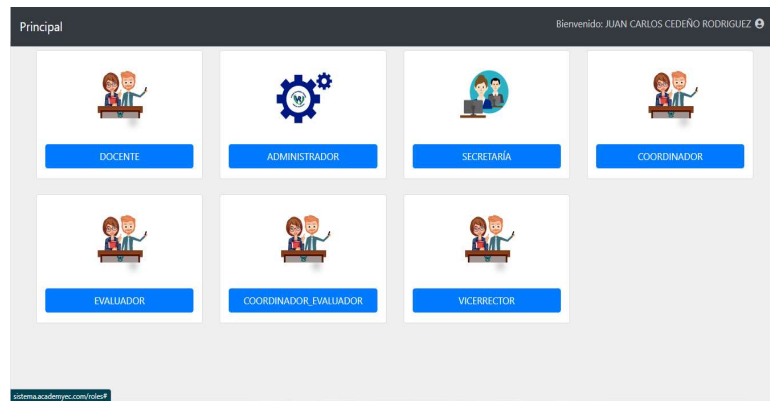 Principal
Bienvenido: JUAN CARLOS CEDEÑO RODRIGUEZ
DOCENTE
ADMINISTRADOR
SECRETARÍA
COORDINADOR
EVALUADOR
COORDINADOR_EVALUADOR
VICERRECTOR
sistema.academyec.com/roles#